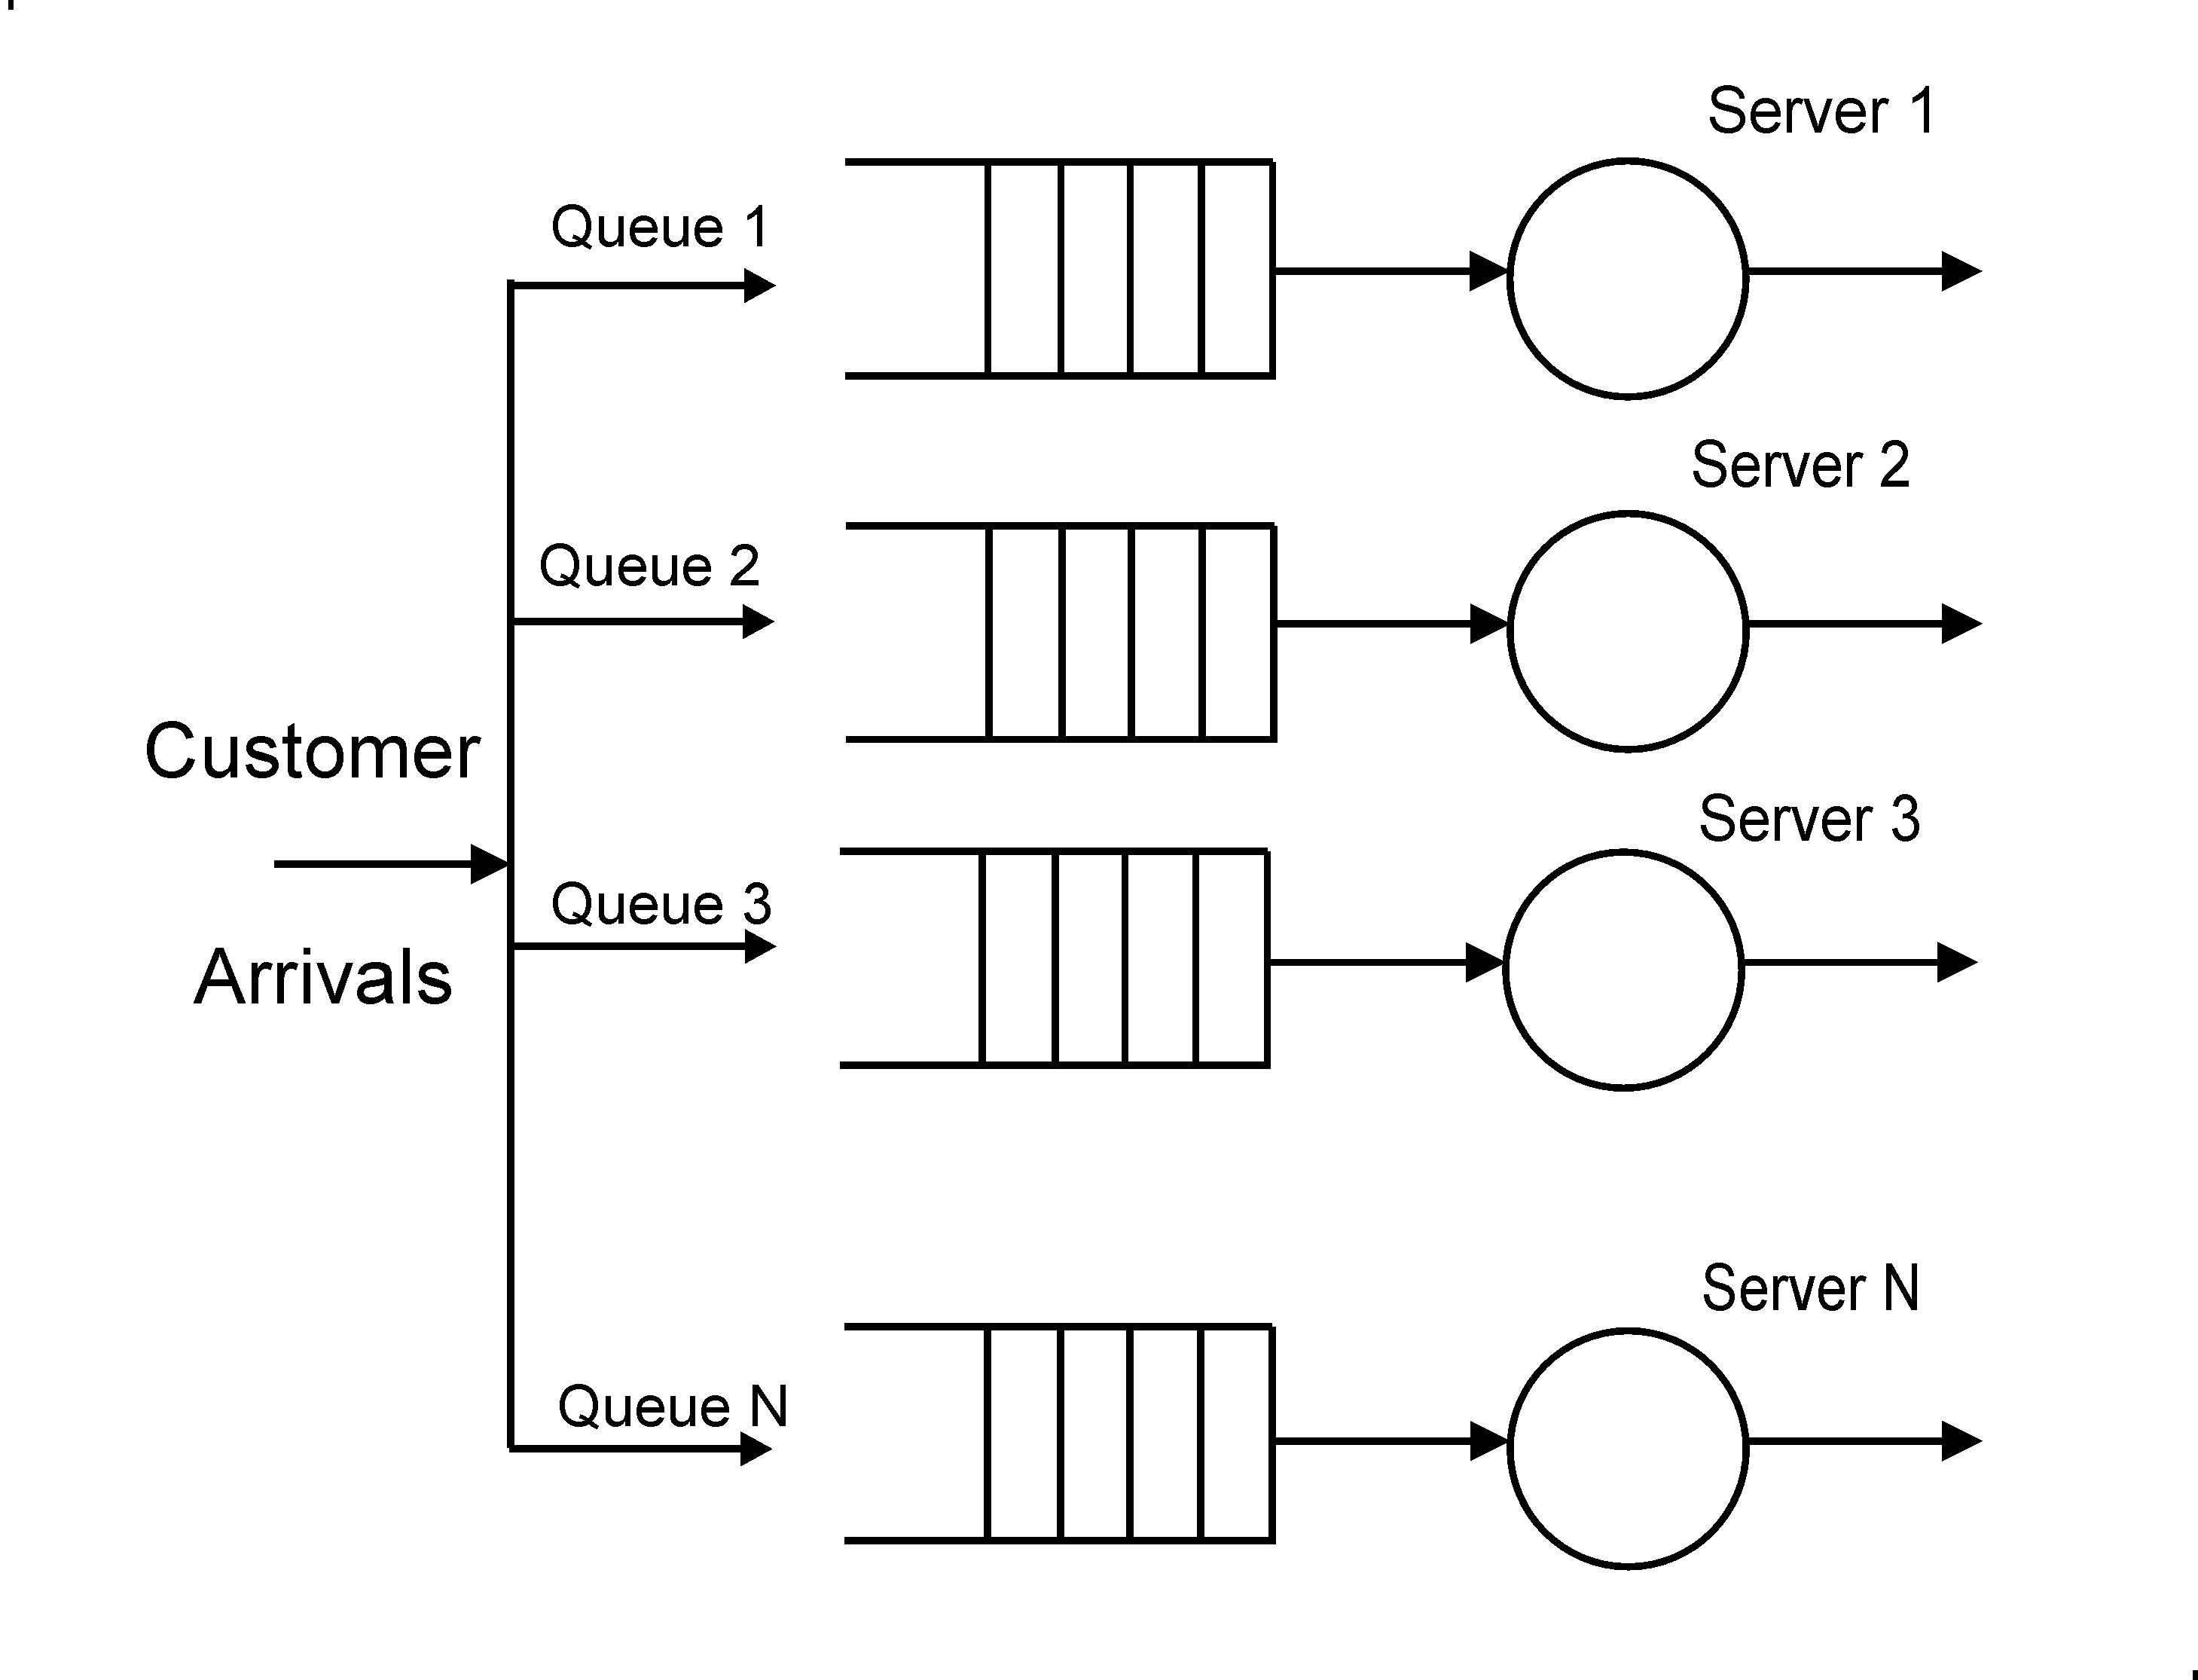 Server 1
Queue 1
Server 2
Queue 2
Customer
Arrivals
Server 3
Queue 3
Server N
Queue N